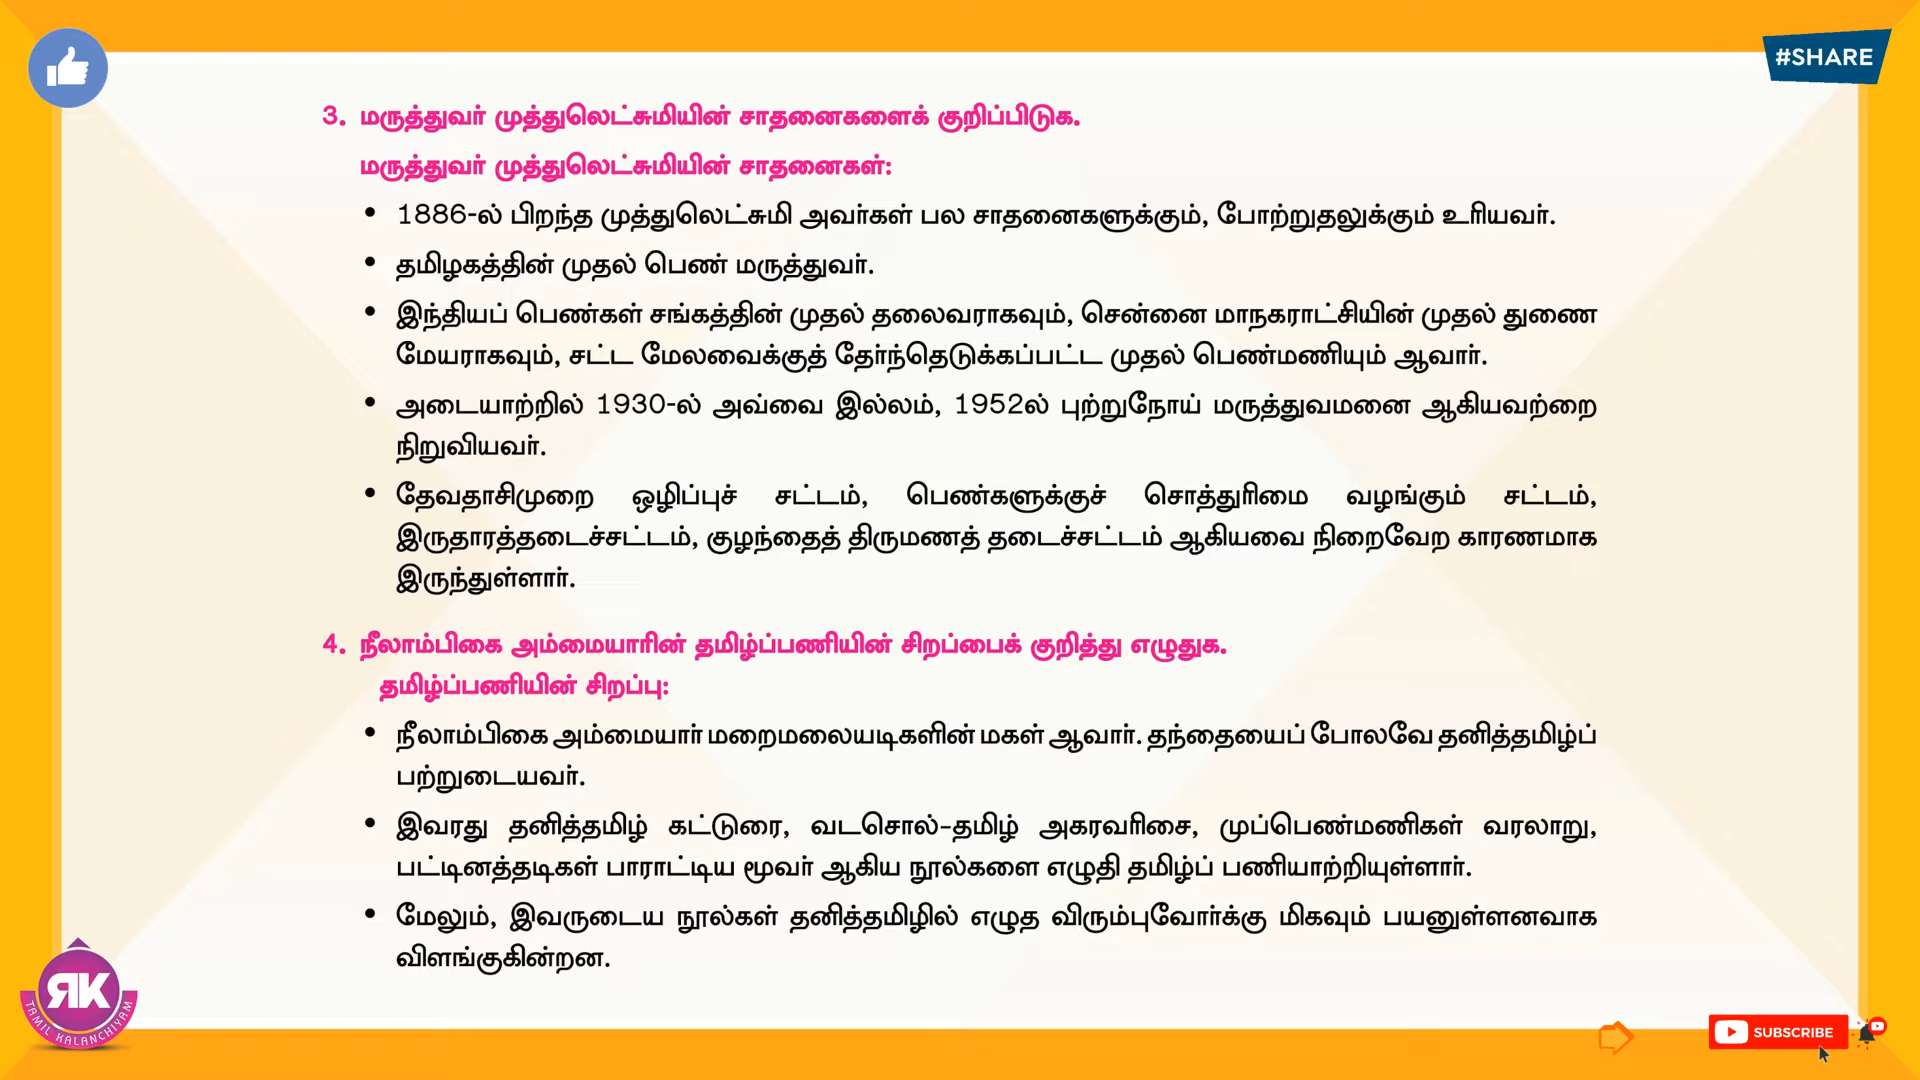 #SHARE
3. மருத்துவர் முத்துலெட்சுமியின் சாதனைகளைக் குறிப்பிடுக.
மருத்துவர் முத்துலெட்சுமியின் சாதனைகள்:
• 1886-ல் பிறந்த முத்துலெட்சுமி அவர்கள் பல சாதனைகளுக்கும், போற்றுதலுக்கும் உரியவர்.
• தமிழகத்தின் முதல் பெண் மருத்துவர்.
• இந்தியப் பெண்கள் சங்கத்தின் முதல் தலைவராகவும், சென்னை மாநகராட்சியின் முதல் துணை
மேயராகவும், சட்ட மேலவைக்குத் தேர்ந்தெடுக்கப்பட்ட முதல் பெண்மணியும் ஆவார்.
• அடையாற்றில் 1930-ல் அவ்வை இல்லம், 1952ல் புற்றுநோய் மருத்துவமனை ஆகியவற்றை
நிறுவியவர்.
• தேவதாசிமுறை ஒழிப்புச் சட்டம், பெண்களுக்குச் சொத்துரிமை வழங்கும் சட்டம்,
இருதாரத்தடைச்சட்டம், குழந்தைத் திருமணத் தடைச்சட்டம் ஆகியவை நிறைவேற காரணமாக
இருந்துள்ளார்.
4. நீலாம்பிகை அம்மையாரின் தமிழ்ப்பணியின் சிறப்பைக் குறித்து எழுதுக.
தமிழ்ப்பணியின் சிறப்பு:
• நீலாம்பிகை அம்மையார் மறைமலையடிகளின் மகள் ஆவார். தந்தையைப் போலவே தனித்தமிழ்ப்
பற்றுடையவர்.
• இவரது தனித்தமிழ் கட்டுரை, வடசொல்-தமிழ் அகரவரிசை, முப்பெண்மணிகள் வரலாறு,
பட்டினத்தடிகள் பாராட்டிய மூவர் ஆகிய நூல்களை எழுதி தமிழ்ப் பணியாற்றியுள்ளார்.
• மேலும், இவருடைய நூல்கள் தனித்தமிழில் எழுத விரும்புவோர்க்கு மிகவும் பயனுள்ளனவாக
விளங்குகின்றன.
RK
TAMIL KALANCHIYAM
SUBSCRIBE